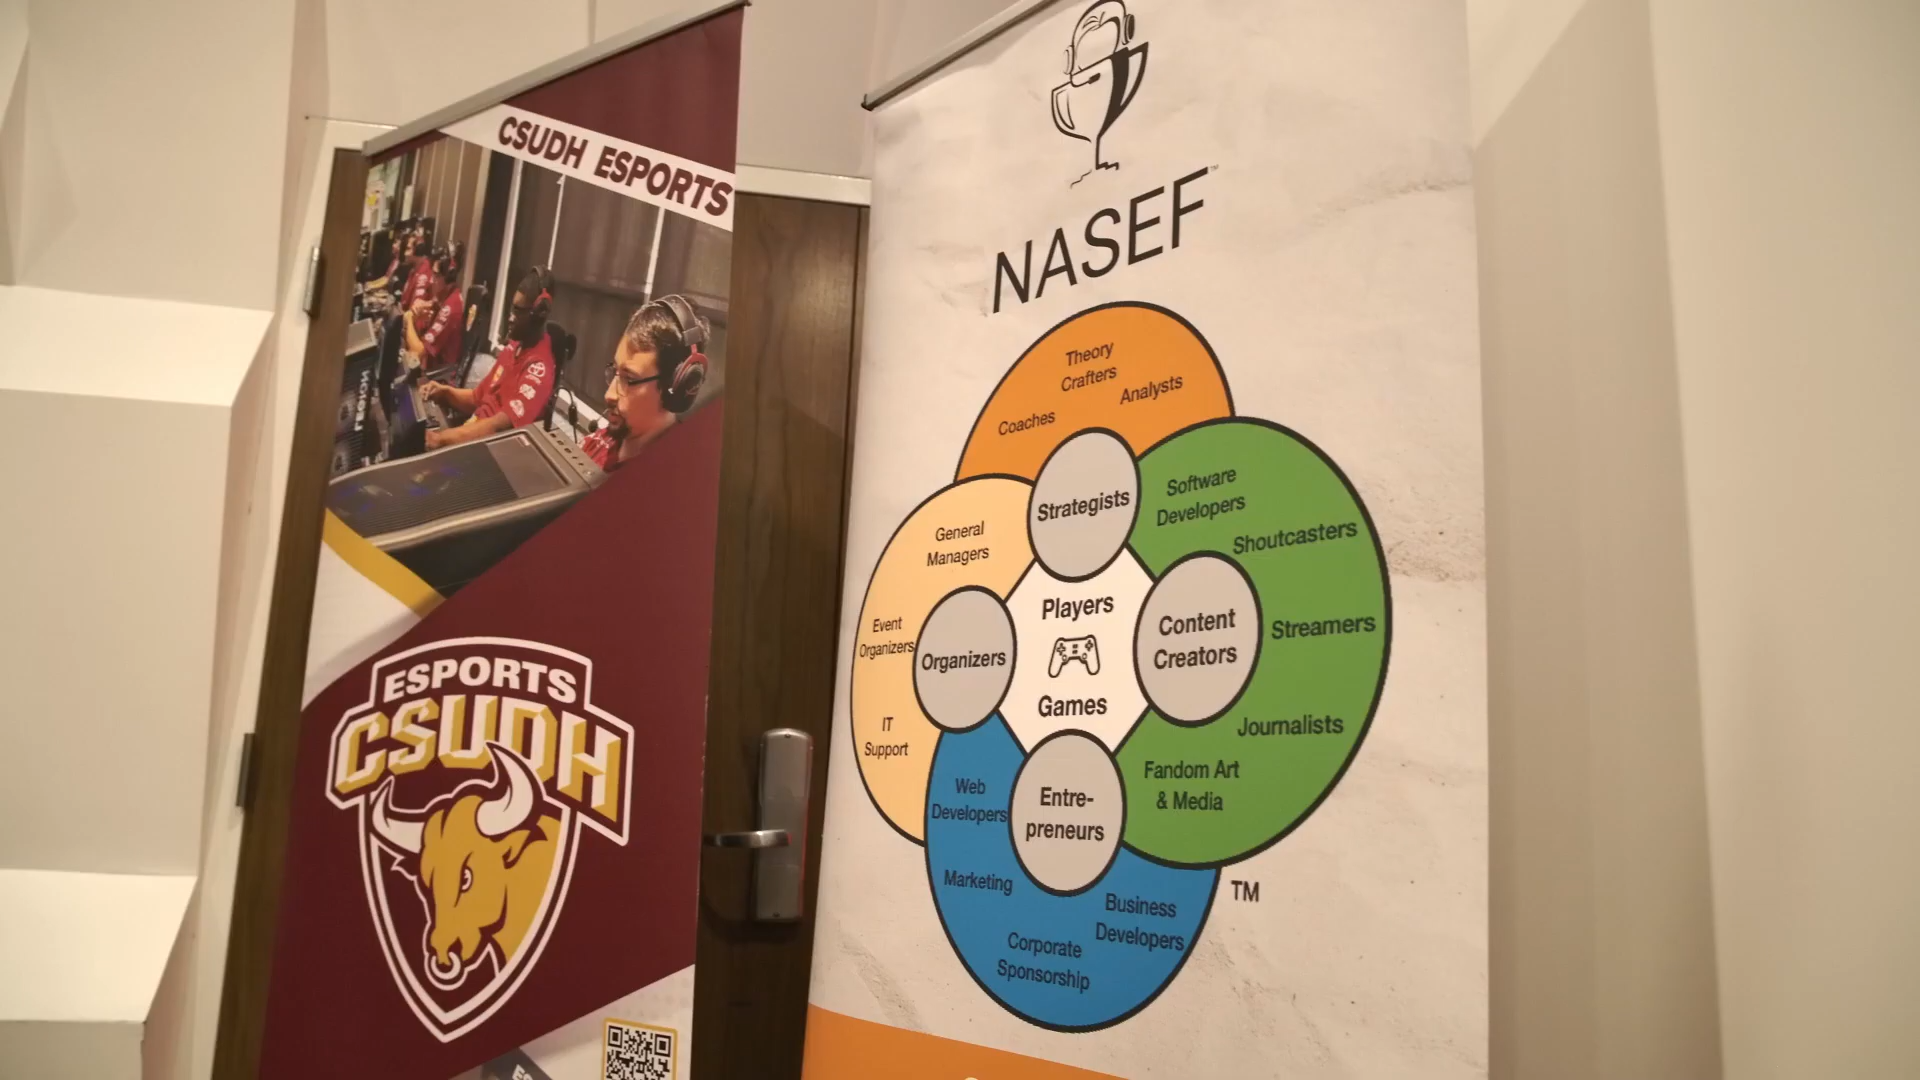 CSUDH ESPORTS
LEGION
ESPORTS
CSUDH
NASEF™
Theory
Crafters
Analysts
Coaches
Strategists
Software
Developers
Shoutcasters
Content
Creators
Streamers
Journalists
Fandom Art
& Media
General
Managers
Event
Organizers
Organizers
IT
Support
Players
Games
Entre-
preneurs
Web
Developers
Marketing
Business
Developers
Corporate
Sponsorship
TM